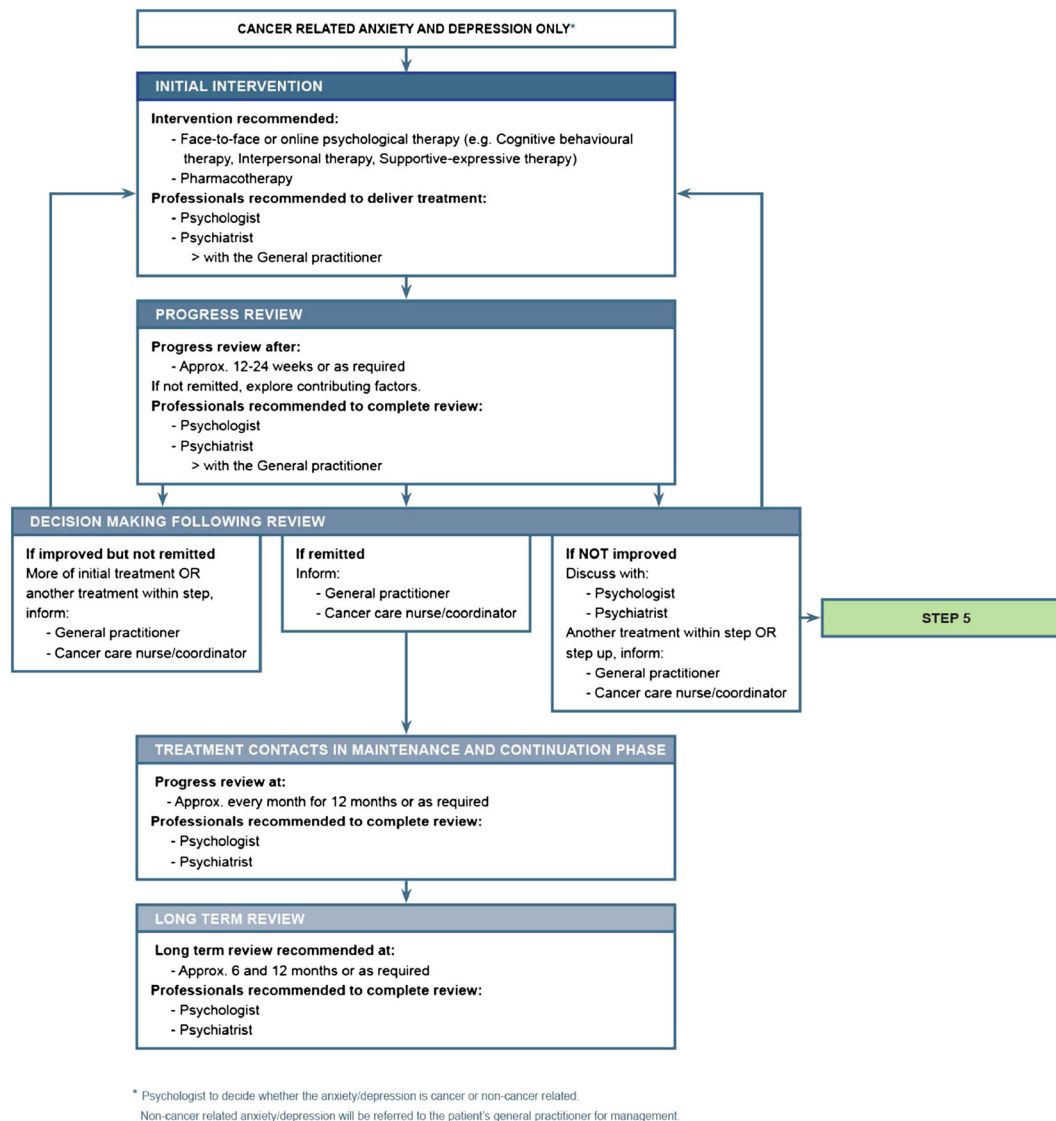 CANCER RELATED ANXIETY AND DEPRESSION ONLY*
INITIAL INTERVENTION
Intervention recommended:
- Face-to-face or online psychological therapy (e.g. Cognitive behavioural
therapy, Interpersonal therapy, Supportive-expressive therapy)
- Pharmacotherapy
Professionals recommended to deliver treatment:
- Psychologist
- Psychiatrist
> with the General practitioner
PROGRESS REVIEW
Progress review after:
- Approx. 12-24 weeks or as required
If not remitted, explore contributing factors.
Professionals recommended to complete review:
- Psychologist
- Psychiatrist
> with the General practitioner
DECISION MAKING FOLLOWING REVIEW
If improved but not remitted
More of initial treatment OR
another treatment within step,
inform:
- General practitioner
- Cancer care nurse/coordinator
If remitted
Inform:
- General practitioner
- Cancer care nurse/coordinator
If NOT improved
Discuss with:
- Psychologist
- Psychiatrist
Another treatment within step OR
step up, inform:
- General practitioner
- Cancer care nurse/coordinator
STEP 5
TREATMENT CONTACTS IN MAINTENANCE AND CONTINUATION PHASE
Progress review at:
- Approx. every month for 12 months or as required
Professionals recommended to complete review:
- Psychologist
- Psychiatrist
LONG TERM REVIEW
Long term review recommended at:
- Approx. 6 and 12 months or as required
Professionals recommended to complete review:
- Psychologist
- Psychiatrist
* Psychologist to decide whether the anxiety/depression is cancer or non-cancer related.
Non-cancer related anxiety/depression will be referred to the patient's general practitioner for management.